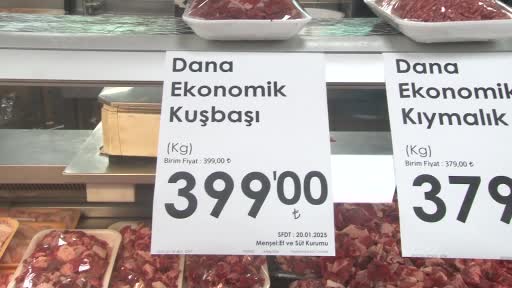 Dana
Ekonomik
Kuşbaşı
(Kg)
Birim Fiyat : 399,00 ₺
399'00
₺
SFDT : 20.01.2025
Menşei:Et ve Süt Kurumu
Dana
Ekonomik
Kıymalık
(Kg)
Birim Fiyat : 379,00 ₺
379